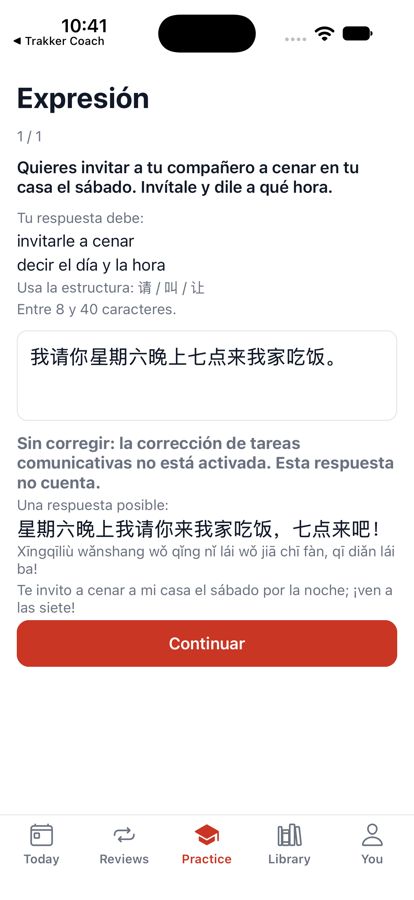 10:41
◀ Trakker Coach
Expresión
1 / 1
Quieres invitar a tu compañero a cenar en tu
casa el sábado. Invítale y dile a qué hora.
Tu respuesta debe:
invitarle a cenar
decir el día y la hora
Usa la estructura: 请 / 叫 / 让
Entre 8 y 40 caracteres.
我请你星期六晚上七点来我家吃饭。
Sin corregir: la corrección de tareas
comunicativas no está activada. Esta respuesta
no cuenta.
Una respuesta posible:
星期六晚上我请你来我家吃饭，七点来吧！
Xīngqīliù wǎnshang wǒ qǐng nǐ lái wǒ jiā chī fàn, qī diǎn lái
ba!
Te invito a cenar a mi casa el sábado por la noche; ¡ven a
las siete!
Continuar
Today
Reviews
Practice
Library
You